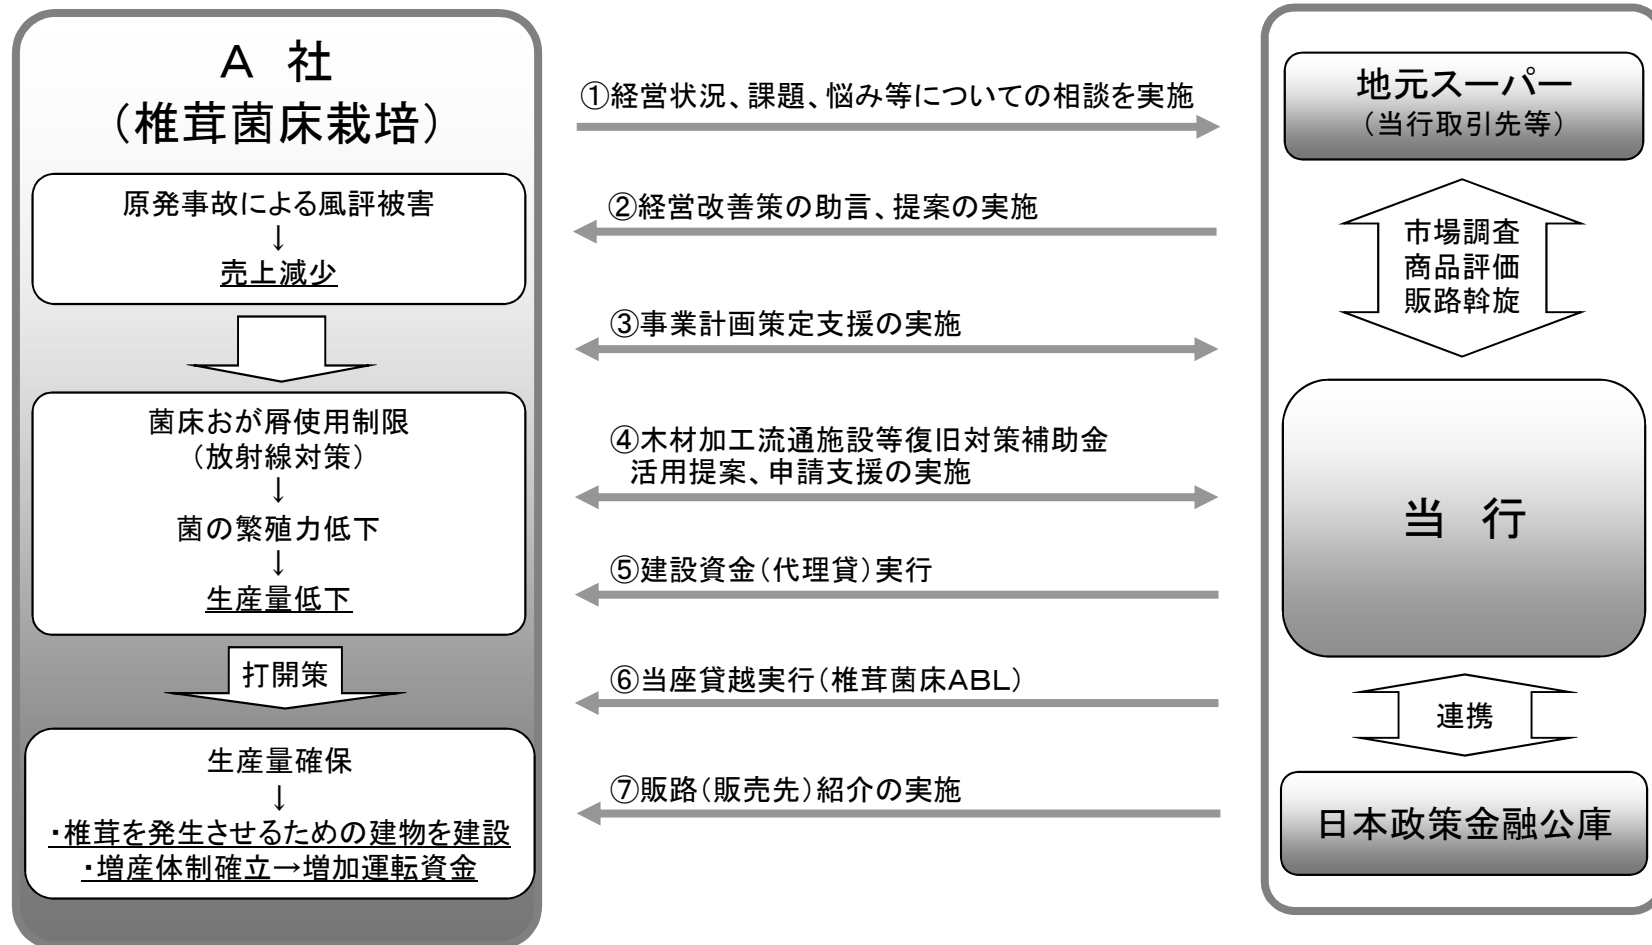 A 社
（椎茸菌床栽培）
原発事故による風評被害
↓
売上減少
菌床おが屑使用制限
（放射線対策）
↓
菌の繁殖力低下
↓
生産量低下
打開策
生産量確保
↓
・椎茸を発生させるための建物を建設
・増産体制確立→増加運転資金
①経営状況、課題、悩み等についての相談を実施
②経営改善策の助言、提案の実施
③事業計画策定支援の実施
④木材加工流通施設等復旧対策補助金
活用提案、申請支援の実施
⑤建設資金（代理貸）実行
⑥当座貸越実行（椎茸菌床ABL）
⑦販路（販売先）紹介の実施
地元スーパー
（当行取引先等）
市場調査
商品評価
販路斡旋
当 行
連携
日本政策金融公庫